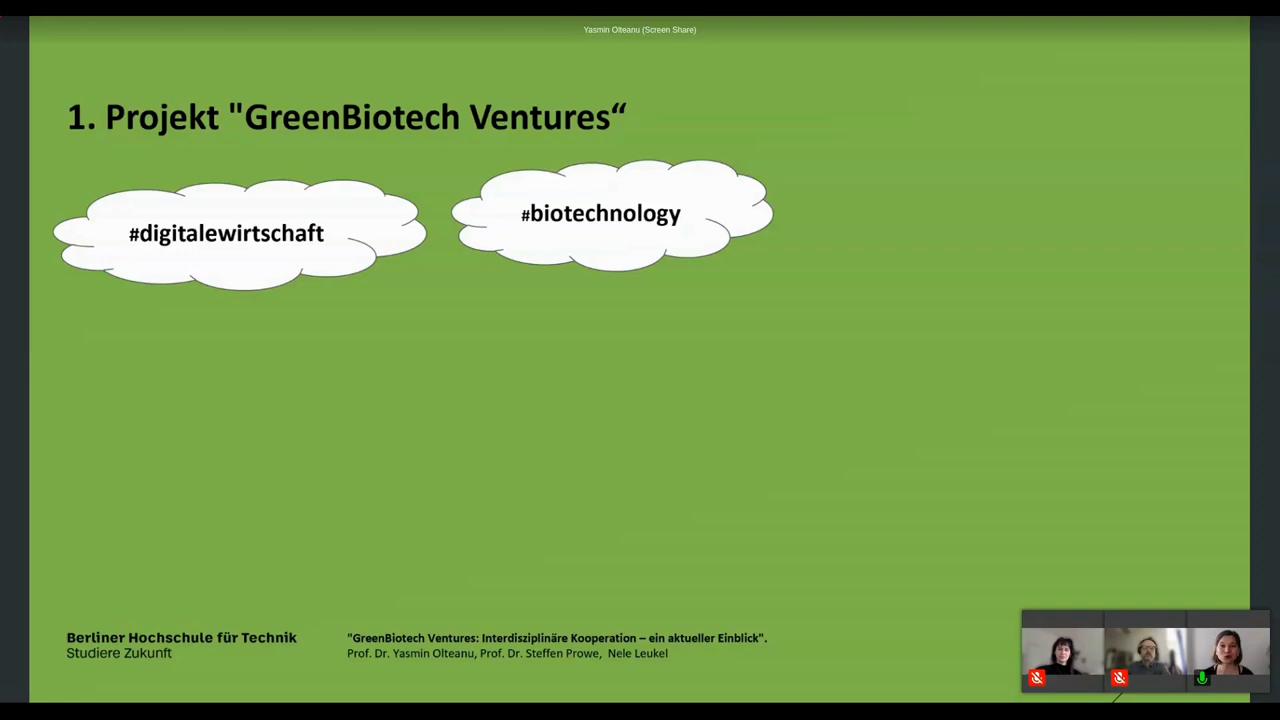 Yasmin Olteanu (Screen Share)
1. Projekt "GreenBiotech Ventures“
#digitalewirtschaft
#biotechnology
Berliner Hochschule für Technik
Studiere Zukunft
"GreenBiotech Ventures: Interdisziplinäre Kooperation – ein aktueller Einblick".
Prof. Dr. Yasmin Olteanu, Prof. Dr. Steffen Prowe, Nele Leukel